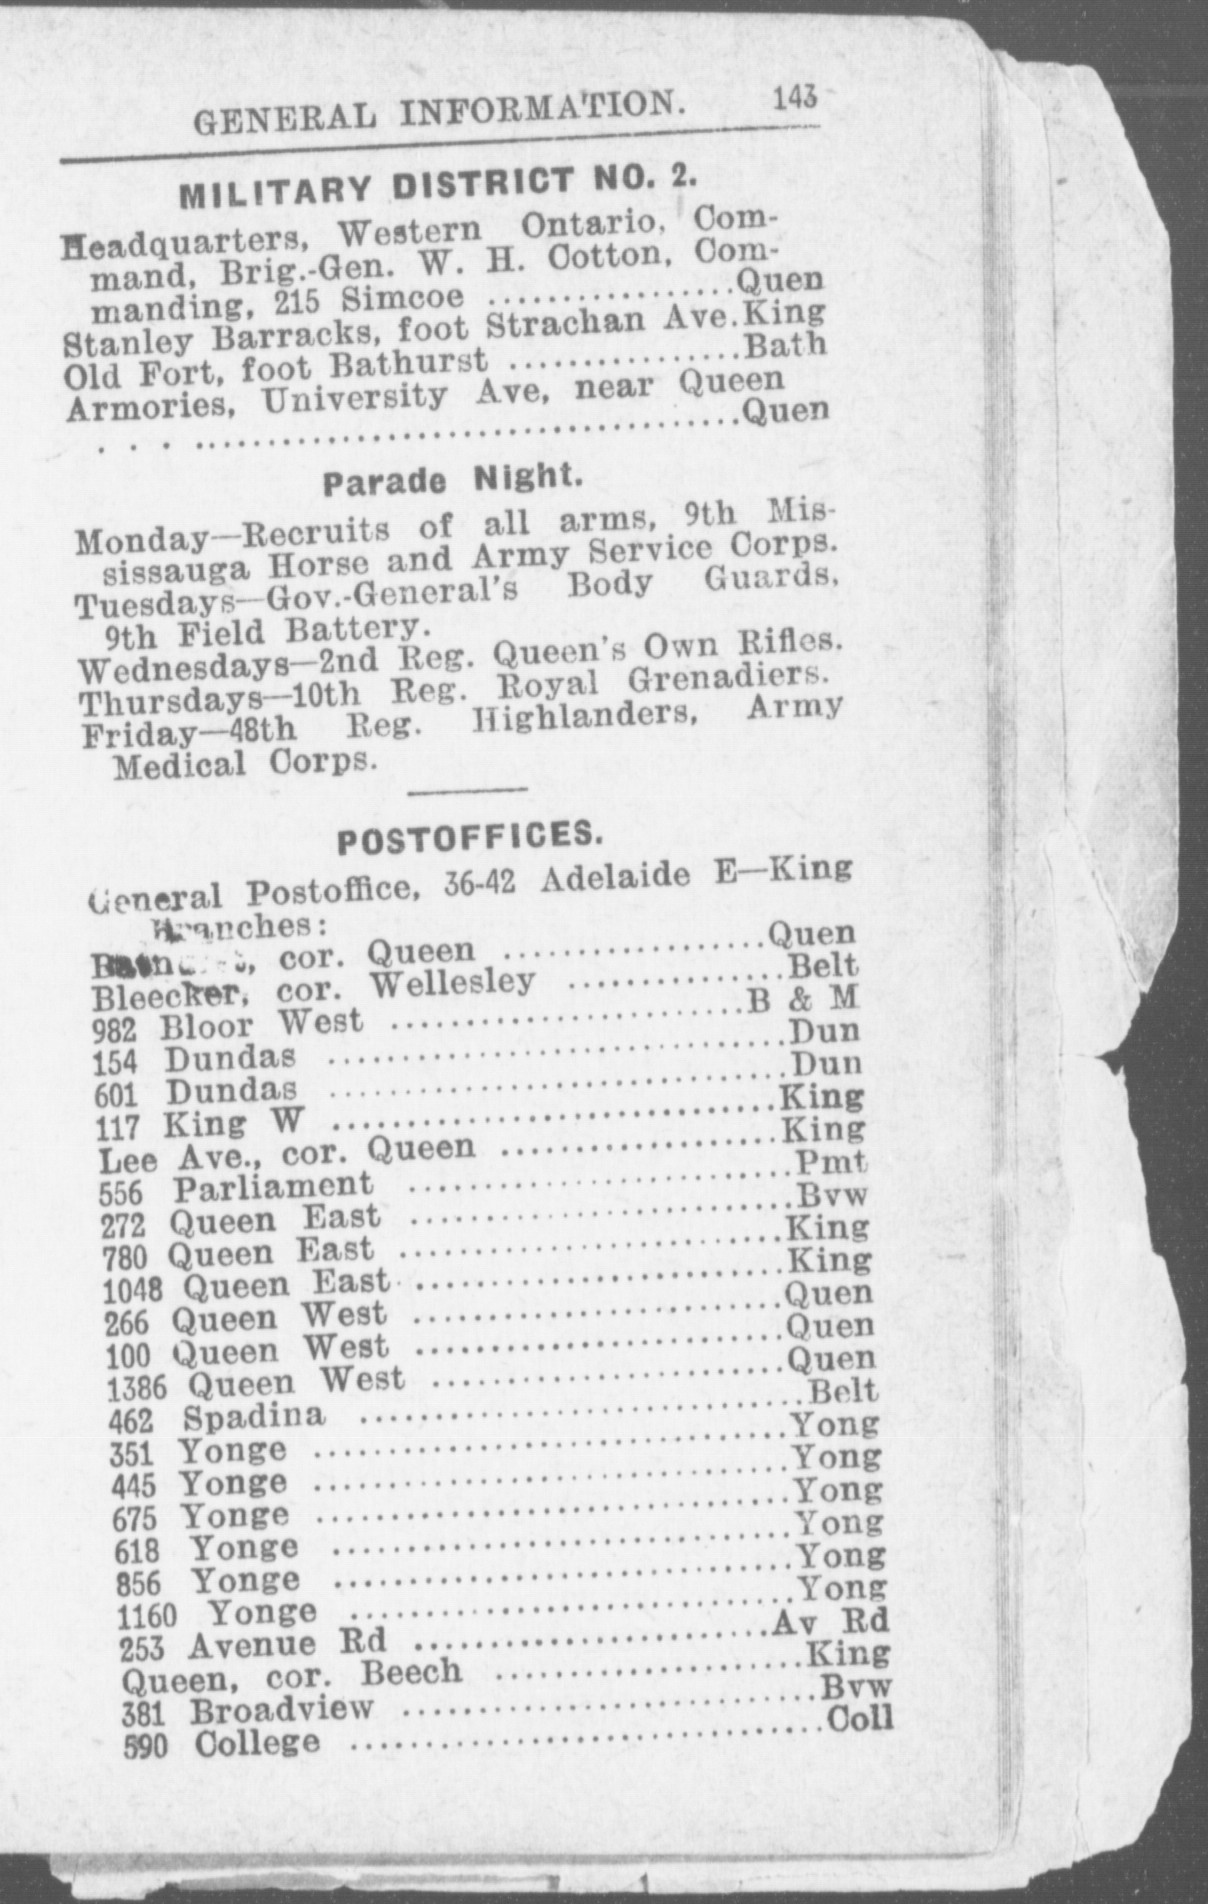 GENERAL INFORMATION. 143
MILITARY DISTRICT NO. 2.
Headquarters, Western Ontario, Com-
mand, Brig.-Gen. W. H. Cotton, Com-
manding, 215 Simcoe .................Quen
Stanley Barracks, foot Strachan Ave.King
Old Fort, foot Bathurst ................Bath
Armories, University Ave, near Queen
. . . .....................................Quen
Parade Night.
Monday—Recruits of all arms, 9th Mis-
sissauga Horse and Army Service Corps.
Tuesdays—Gov.-General's Body Guards,
9th Field Battery.
Wednesdays—2nd Reg. Queen's Own Rifles.
Thursdays—10th Reg. Royal Grenadiers.
Friday—48th Reg. Highlanders, Army
Medical Corps.
POSTOFFICES.
General Postoffice, 36-42 Adelaide E—King
Branches:
cor. Queen ..................Quen
Bleecker, cor. Wellesley ...............Belt
982 Bloor West ........................B & M
154 Dundas ...............................Dun
601 Dundas ...............................Dun
117 King W ..............................King
Lee Ave., cor. Queen ...................King
556 Parliament ..........................Pmt
272 Queen East ..........................Bvw
780 Queen East ..........................King
1048 Queen East .........................King
266 Queen West .........................Quen
100 Queen West .........................Quen
1386 Queen West ........................Quen
462 Spadina ..............................Belt
351 Yonge ................................Yong
445 Yonge ................................Yong
675 Yonge ................................Yong
618 Yonge ...............................Yong
856 Yonge ...............................Yong
1160 Yonge ..............................Yong
253 Avenue Rd ........................Av Rd
Queen, cor. Beech .....................King
381 Broadview ............................Bvw
590 College ................................Coll